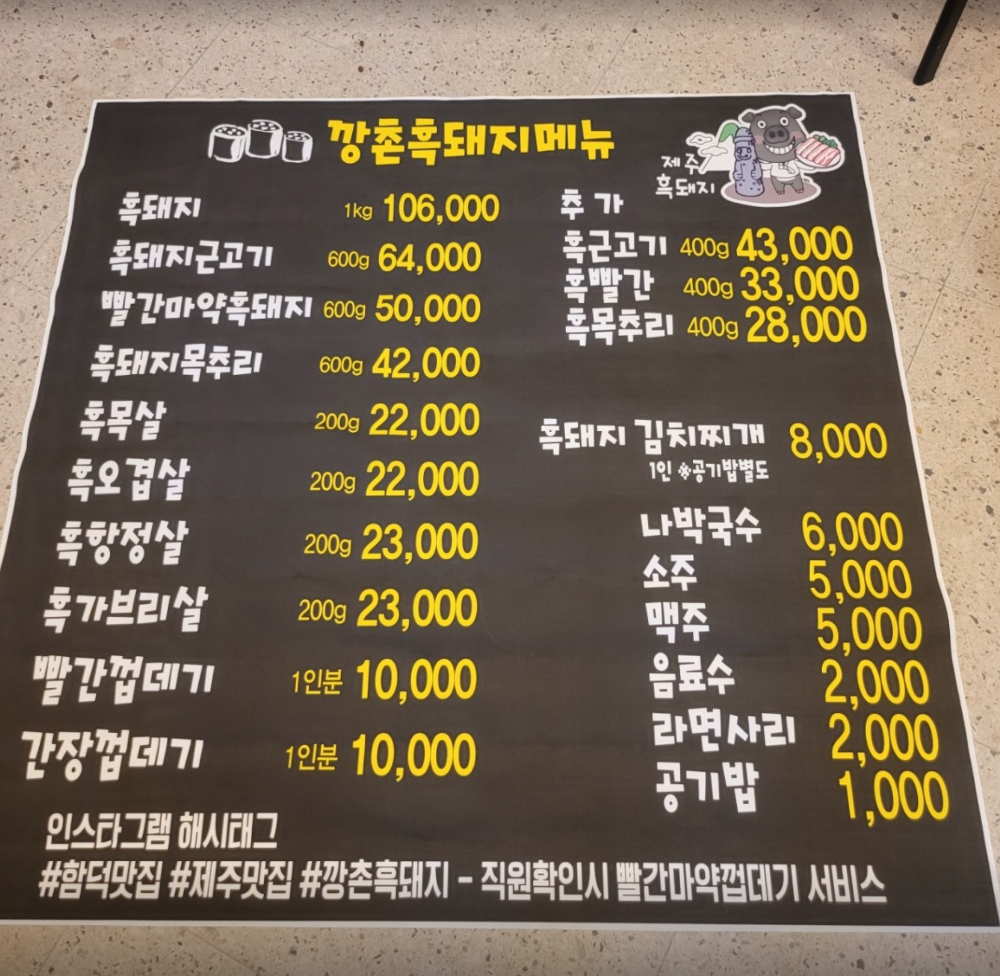 깡촌흑돼지메뉴
제주
흑돼지
흑돼지 1kg 106,000
흑돼지근고기 600g 64,000
빨간마약흑돼지 600g 50,000
흑돼지목추리 600g 42,000
흑목살 200g 22,000
흑오겹살 200g 22,000
흑항정살 200g 23,000
흑가브리살 200g 23,000
빨간껍데기 1인분 10,000
간장껍데기 1인분 10,000
추가
흑근고기 400g 43,000
흑빨간 400g 33,000
흑목추리 400g 28,000
흑돼지 김치찌개 8,000
1인 ※공기밥별도
나박국수 6,000
소주 5,000
맥주 5,000
음료수 2,000
라면사리 2,000
공기밥 1,000
인스타그램 해시태그
#함덕맛집 #제주맛집 #깡촌흑돼지 - 직원확인시 빨간마약껍데기 서비스